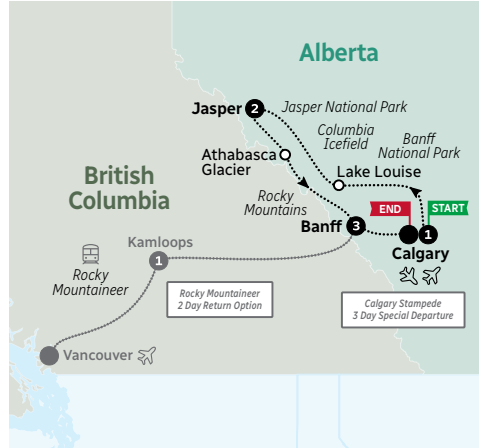 Alberta
Jasper
2
Jasper National Park
Columbia
Icefield
Banff
National Park
Athabasca
Glacier
Lake Louise
British
Columbia
Rocky
Mountains
END
START
Banff
3
1
Calgary
Kamloops
1
Rocky
Mountaineer
Rocky Mountaineer
2 Day Return Option
Calgary Stampede
3 Day Special Departure
Vancouver